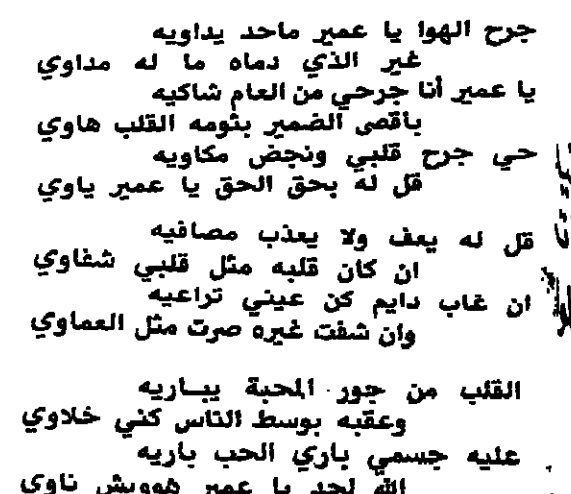 جرح الهوا يا عمير ماحد يداويه
غير الذي دماه ما له مداوي
يا عمير أنا جرحي من العام شاكيه
باقصى الضمير بثومه القلب هاوي
حي جرح قلبي ونجض مكاويه
قل له بحق الحق يا عمير ياوي
قل له يعف ولا يعذب مصافيه
ان كان قلبه مثل قلبي شفاوي
ان غاب دايم كن عيني تراعيه
وان شفت غيره صرت مثل العماوي
القلب من جور المحبة يباريه
وعقبه بوسط الناس كني خلاوي
عليه جسمي باري الحب باريه
الله لحد يا عمير هوويش ناوي